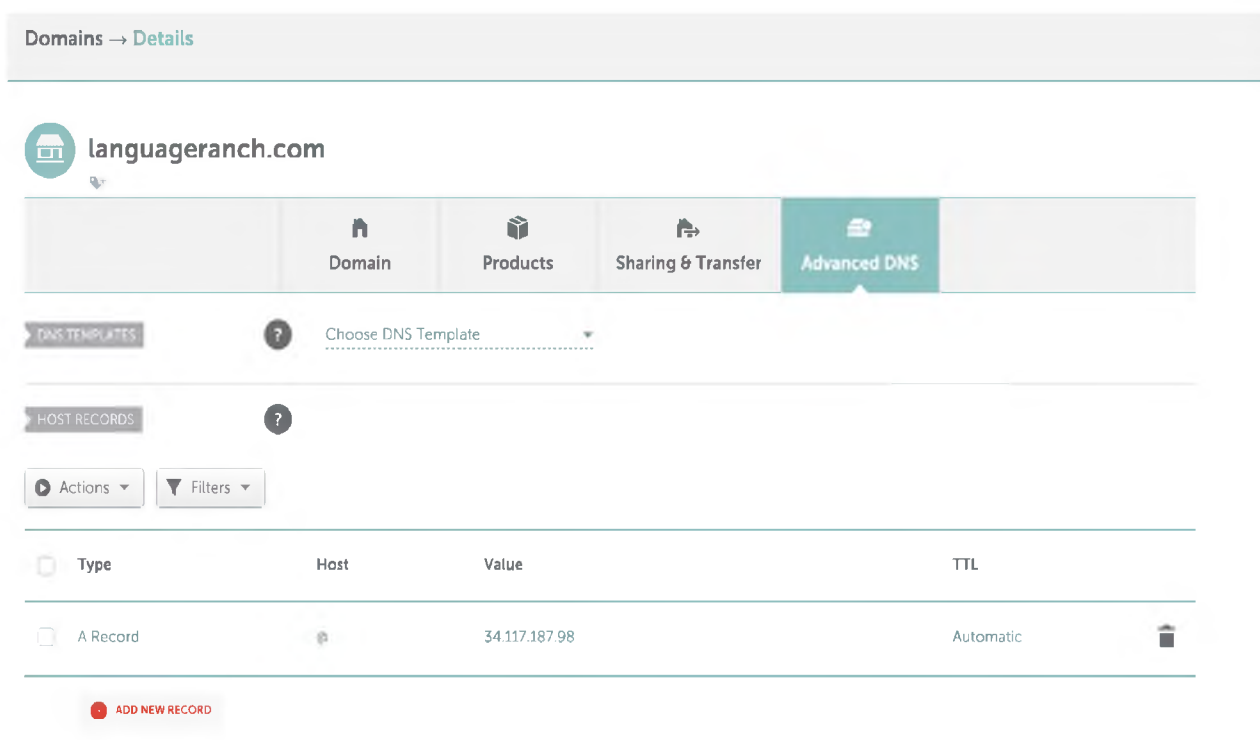 Domains → Details
languageranch.com
Domain Products Sharing & Transfer Advanced DNS
DNS TEMPLATES ? Choose DNS Template
HOST RECORDS ?
Actions Filters
Type Host Value TTL
A Record @ 34.117.187.98 Automatic
ADD NEW RECORD